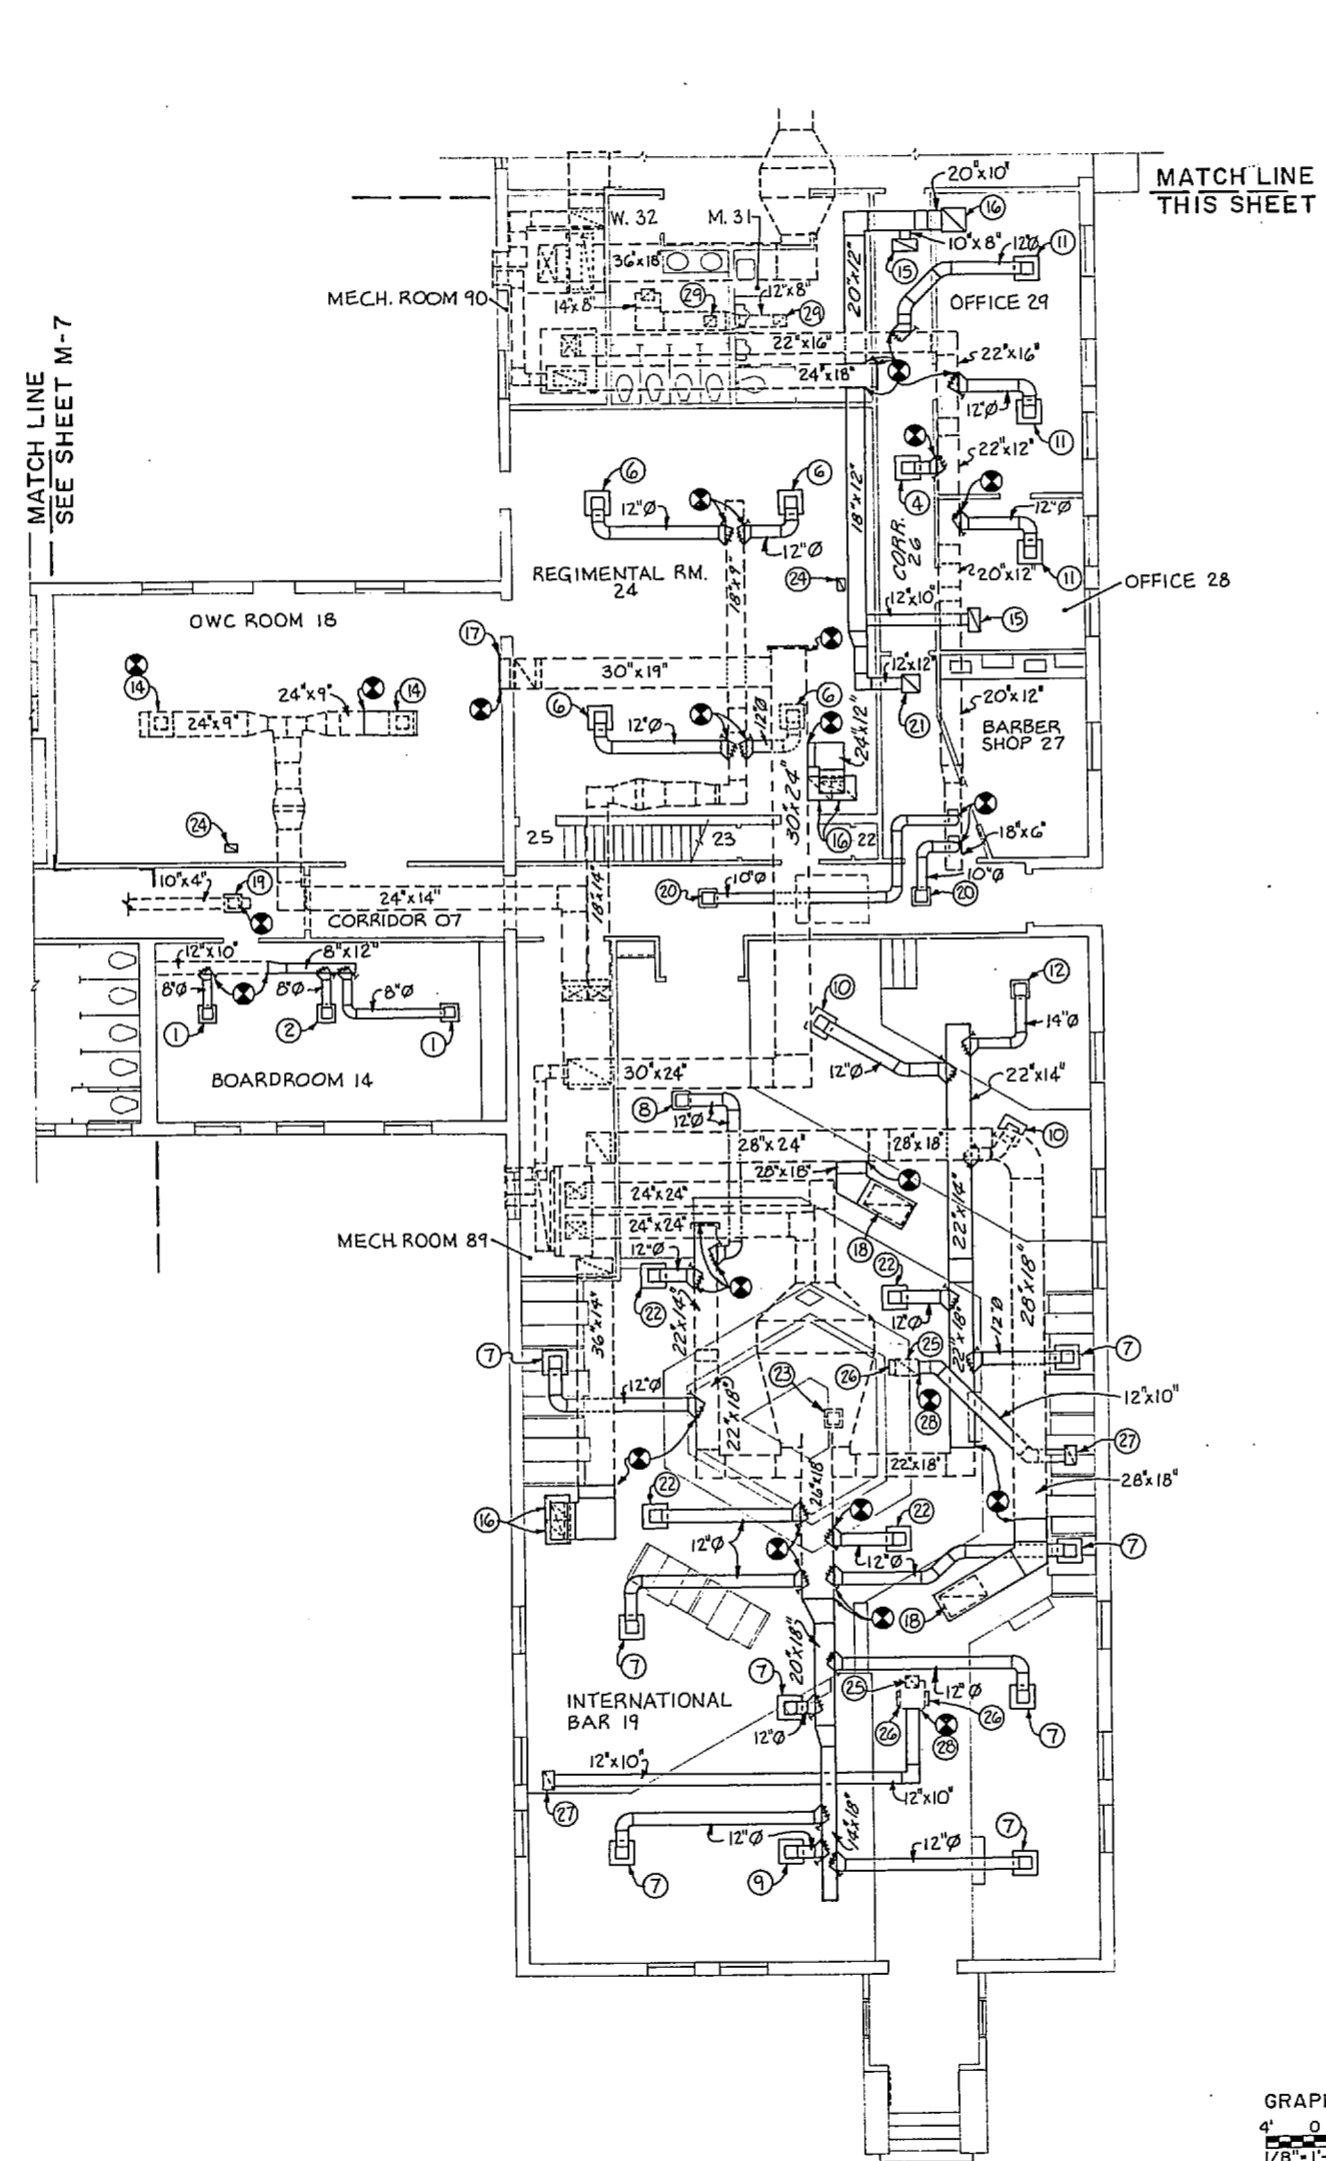 MATCH LINE
THIS SHEET
20"x10"
16
W. 32
M. 31
10"x8"
12"Ø
11
15
36"x18"
20"x12"
OFFICE 29
MECH. ROOM 90
14"x8"
29
12"x8"
29
22"x16"
22"x16"
24"x18"
12"Ø
11
MATCH LINE
SEE SHEET M-7
22"x12"
6
6
4
12"Ø
18"x12"
12"Ø
12"Ø
CORR.
26
11
20"x12"
REGIMENTAL RM.
24
18"x9"
24
12"x10"
OFFICE 28
OWC ROOM 18
15
17
30"x19"
12"x12"
14
24"x9"
14
24"x9"
6
12"Ø
12"Ø
6
24"x12"
21
20"x12"
BARBER
SHOP 27
30"x24"
24
25
23
16
22
18"x6"
10"x4"
19
24"x14"
18"x14"
20
10"Ø
10"Ø
20
CORRIDOR 07
12"x10"
8"x12"
8"Ø
8"Ø
8"Ø
1
2
1
BOARDROOM 14
10
12
14"Ø
12"Ø
22"x14"
30"x24"
8
12"Ø
10
28"x24"
28"x18"
28"x18"
24"x24"
22"x14"
24"x24"
MECH. ROOM 89
12"Ø
18
22
22
36"x14"
22"x14"
12"Ø
22"x18"
12"Ø
28"x18"
7
25
7
12"Ø
26
23
28
12"x10"
22"x18"
27
22"x18"
28"x18"
26"x18"
22
16
22
12"Ø
12"Ø
7
18
7
20"x18"
7
25
12"Ø
INTERNATIONAL
BAR 19
26
26
12"Ø
28
7
12"x10"
12"x10"
27
14"x18"
12"Ø
12"Ø
7
7
9
GRAPH
4' 0
1/8"=1'-